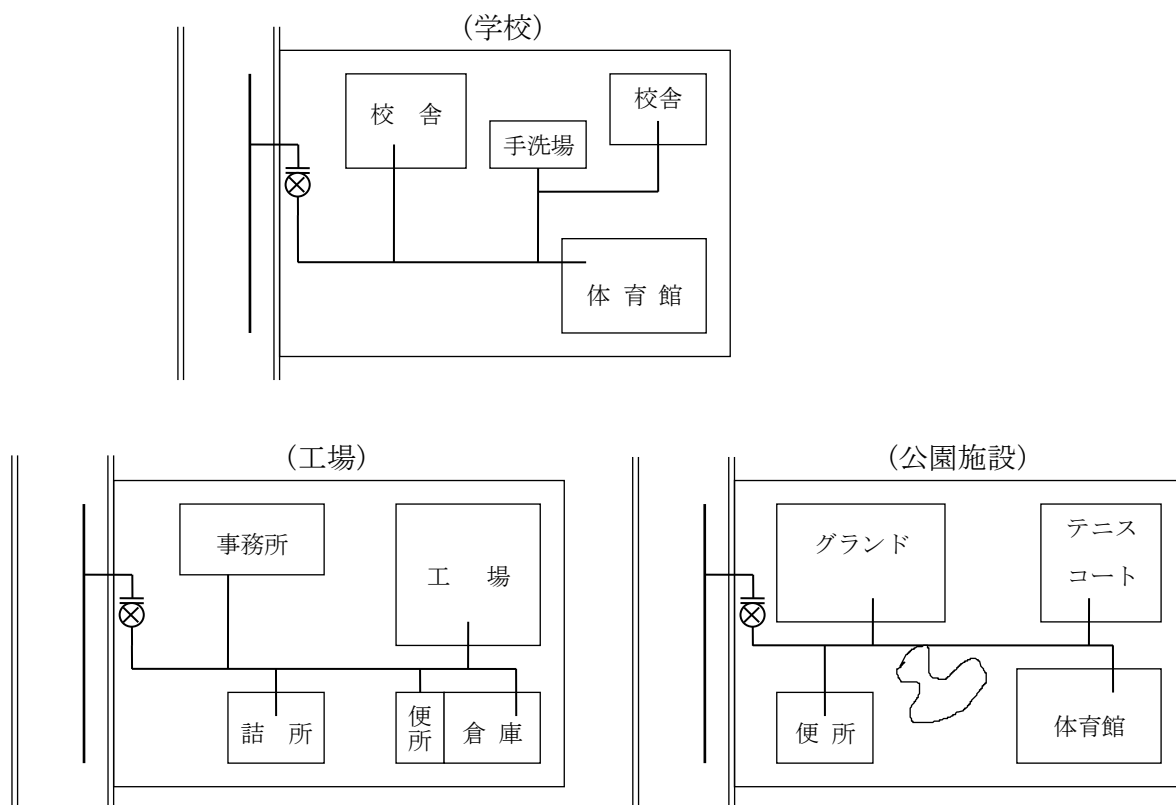 （学校）
校　舎
手洗場
校舎
体 育 館
（工場）
事務所
工　場
詰　所
便所
倉 庫
（公園施設）
グランド
テニス
コート
便 所
体育館